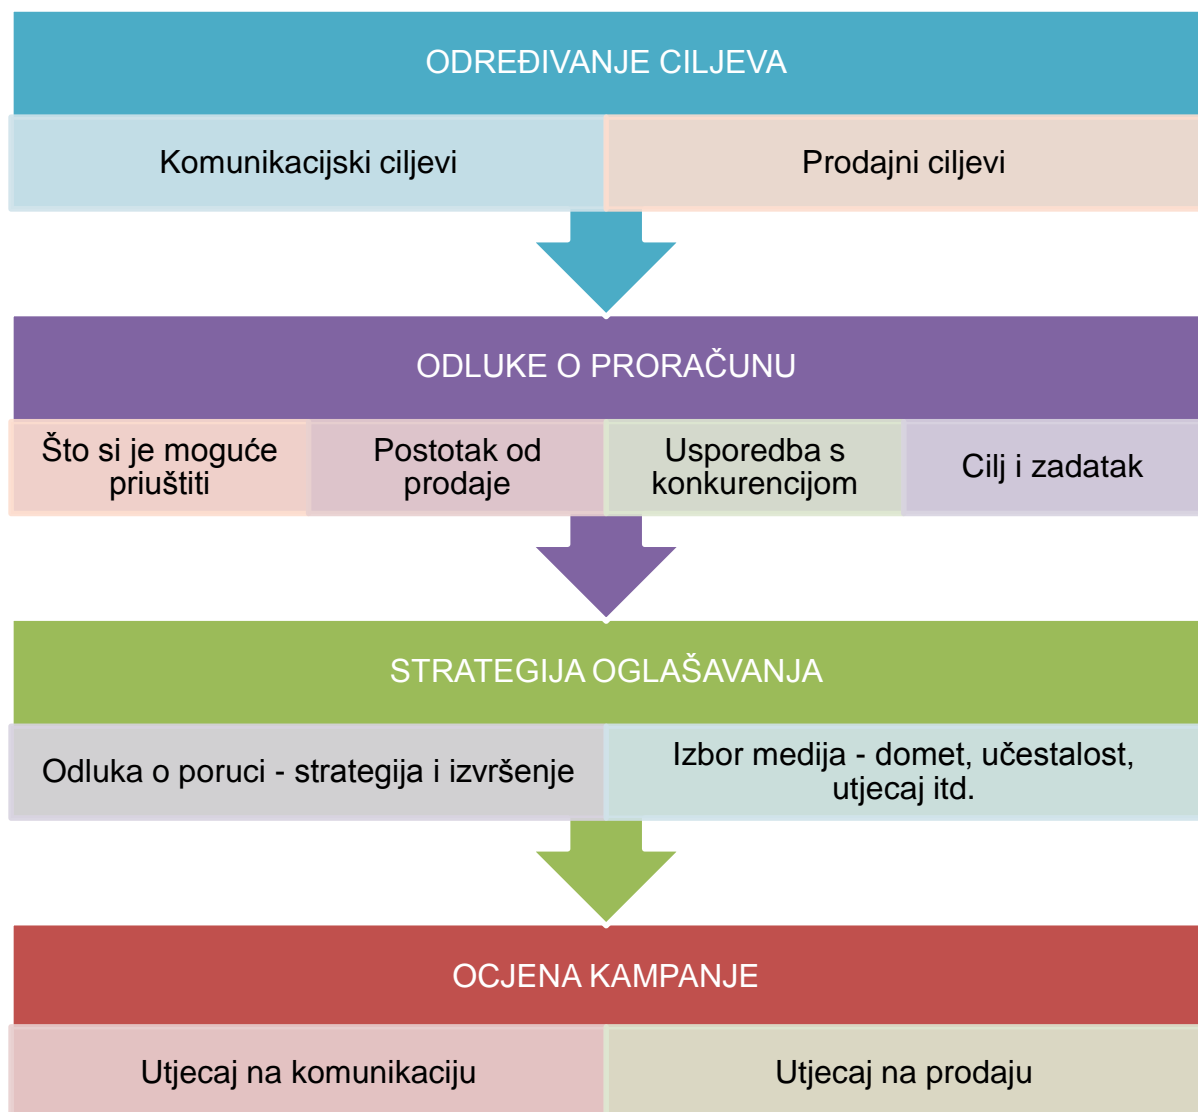 ODREĐIVANJE CILJEVA
Komunikacijski ciljevi
Prodajni ciljevi
ODLUKE O PRORAČUNU
Što si je moguće
priuštiti
Postotak od
prodaje
Usporedba s
konkurencijom
Cilj i zadatak
STRATEGIJA OGLAŠAVANJA
Odluka o poruci - strategija i izvršenje
Izbor medija - domet, učestalost,
utjecaj itd.
OCJENA KAMPANJE
Utjecaj na komunikaciju
Utjecaj na prodaju